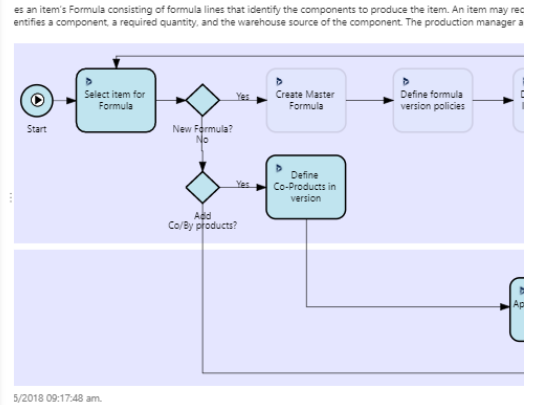 es an item's Formula consisting of formula lines that identify the components to produce the item. An item may rec
entifies a component, a required quantity, and the warehouse source of the component. The production manager a
Select item for
Formula
Yes
Create Master
Formula
Define formula
version policies
Start
New Formula?
No
Yes
Define
Co-Products in
version
Add
Co/By products?
Ap
5/2018 09:17:48 am.